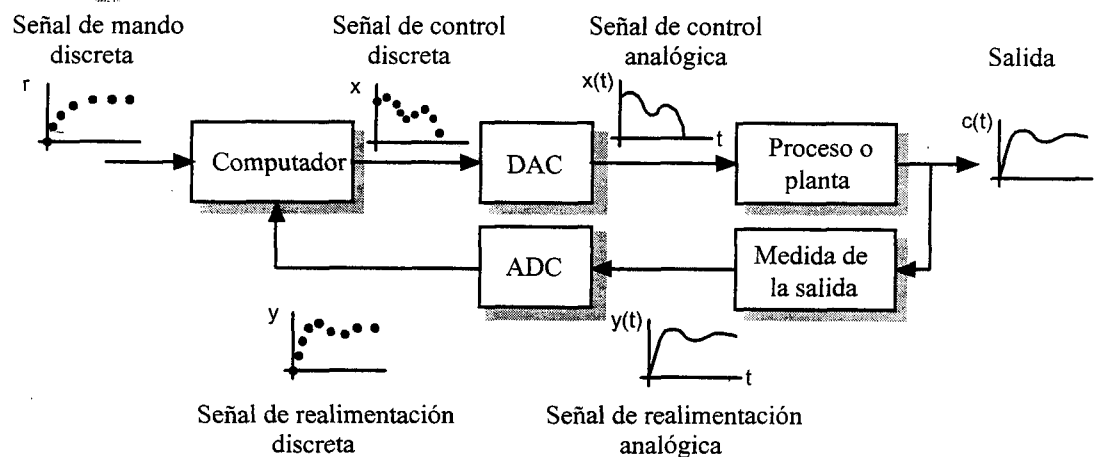 Señal de mando
discreta
Señal de control
discreta
Señal de control
analógica
Salida
r
x
x(t)
t
c(t)
Computador
DAC
Proceso o
planta
ADC
Medida de
la salida
y
y(t)
t
Señal de realimentación
discreta
Señal de realimentación
analógica